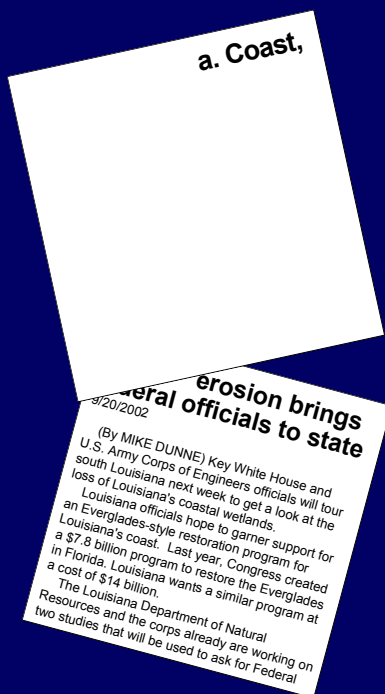 a. Coast,
erosion brings
deral officials to state
9/20/2002
(By MIKE DUNNE) Key White House and
U.S. Army Corps of Engineers officials will tour
south Louisiana next week to get a look at the
loss of Louisiana's coastal wetlands.
Louisiana officials hope to garner support for
an Everglades-style restoration program for
Louisiana's coast. Last year, Congress created
a $7.8 billion program to restore the Everglades
in Florida. Louisiana wants a similar program at
a cost of $14 billion.
The Louisiana Department of Natural
Resources and the corps already are working on
two studies that will be used to ask for Federal